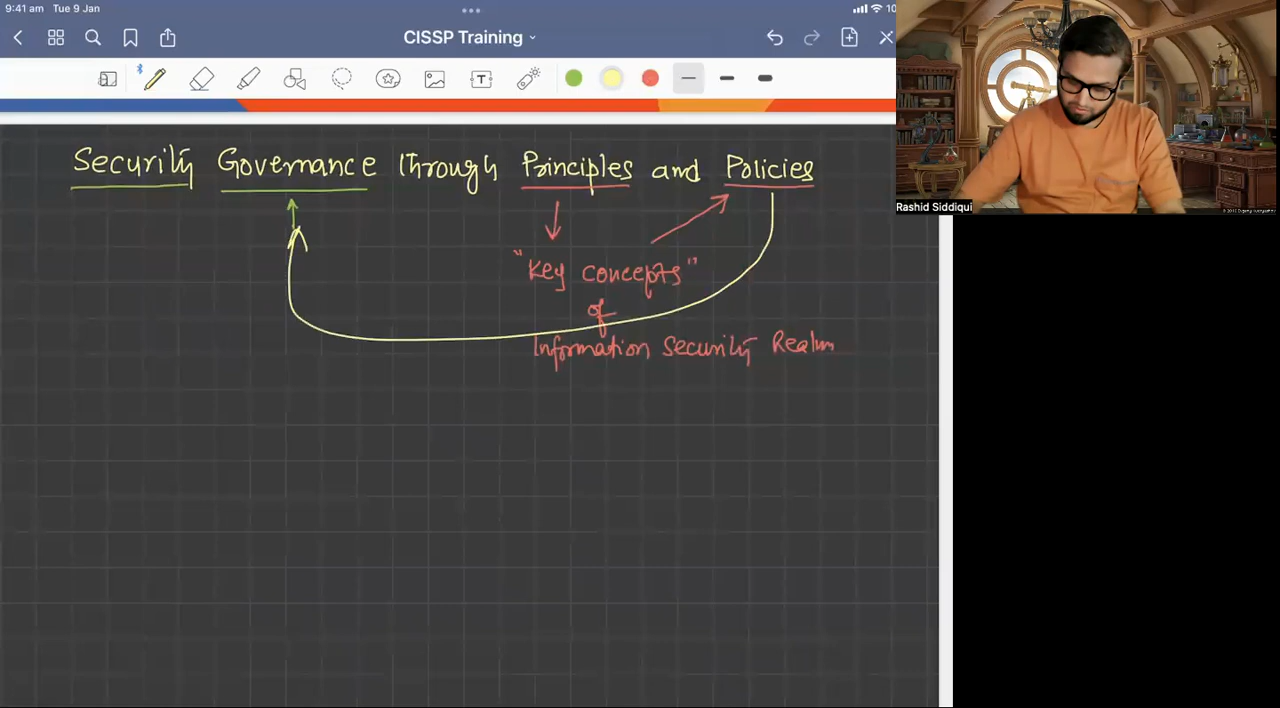 9:41 am Tue 9 Jan
10
CISSP Training
T
Security Governance through Principles and Policies
"Key concepts"
of
Information Security Realm
Rashid Siddiqui